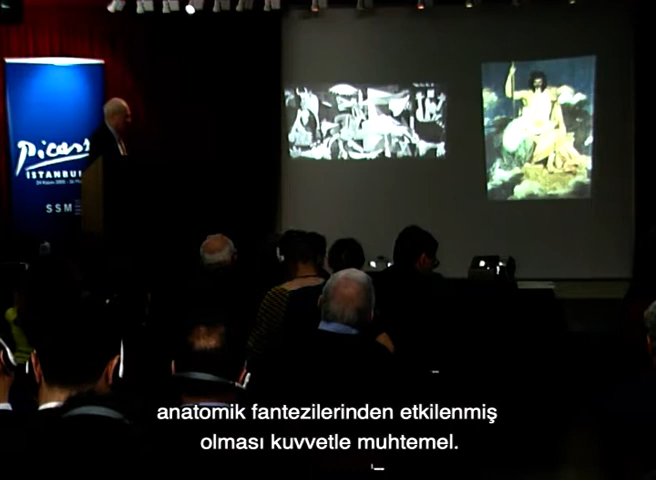 Picasso
İSTANBUL
SSM
anatomik fantezilerinden etkilenmiş
olması kuvvetle muhtemel.